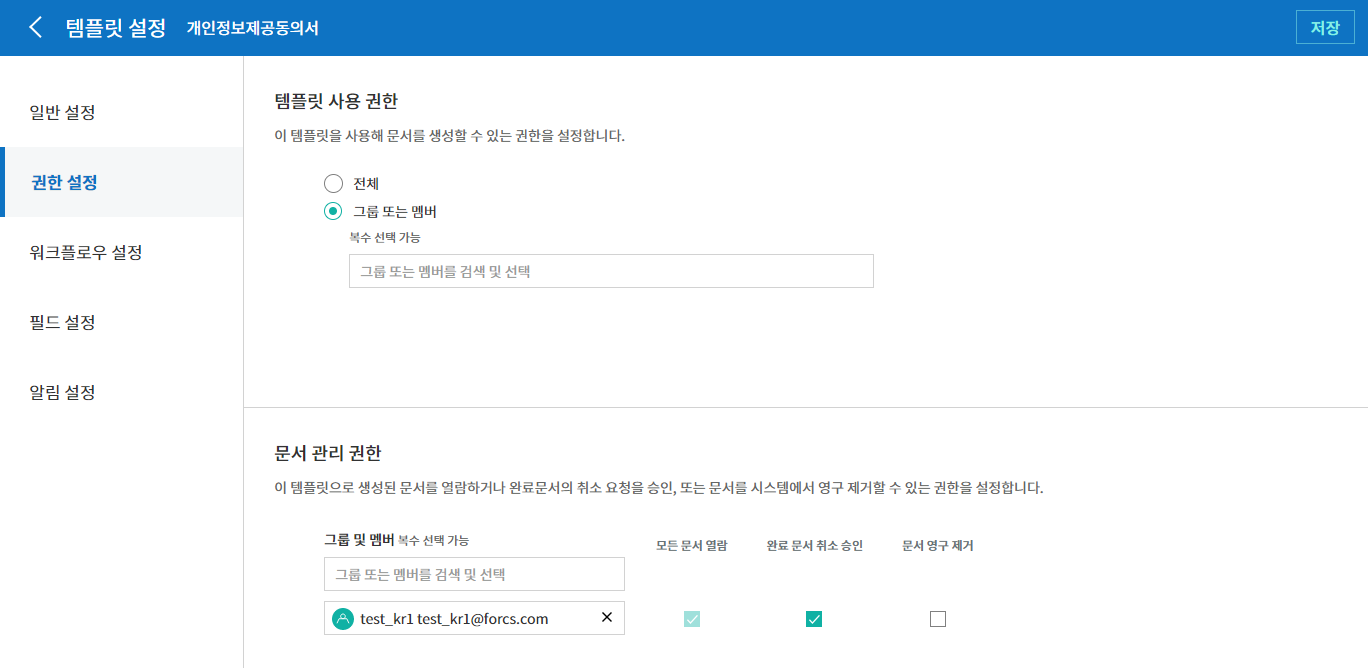 템플릿 설정 개인정보제공동의서 저장
일반 설정
권한 설정
워크플로우 설정
필드 설정
알림 설정
템플릿 사용 권한
이 템플릿을 사용해 문서를 생성할 수 있는 권한을 설정합니다.
전체
그룹 또는 멤버
복수 선택 가능
그룹 또는 멤버를 검색 및 선택
문서 관리 권한
이 템플릿으로 생성된 문서를 열람하거나 완료문서의 취소 요청을 승인, 또는 문서를 시스템에서 영구 제거할 수 있는 권한을 설정합니다.
그룹 및 멤버 복수 선택 가능 모든 문서 열람 완료 문서 취소 승인 문서 영구 제거
그룹 또는 멤버를 검색 및 선택
test_kr1 test_kr1@forcs.com